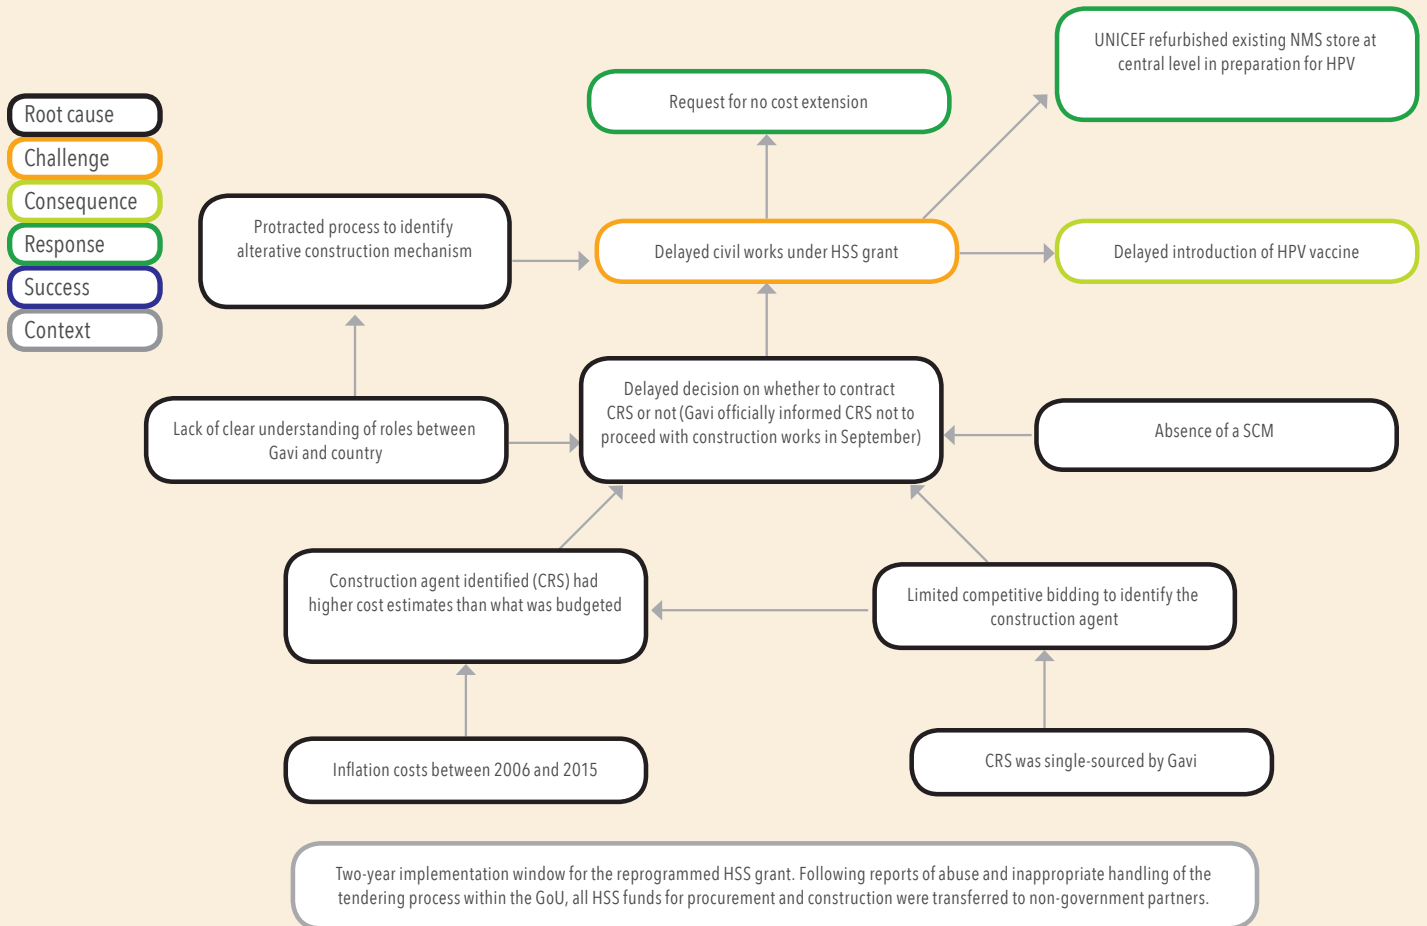 Root cause
Challenge
Consequence
Response
Success
Context
UNICEF refurbished existing NMS store at
central level in preparation for HPV
Request for no cost extension
Protracted process to identify
alterative construction mechanism
Delayed civil works under HSS grant
Delayed introduction of HPV vaccine
Lack of clear understanding of roles between
Gavi and country
Delayed decision on whether to contract
CRS or not (Gavi officially informed CRS not to
proceed with construction works in September)
Absence of a SCM
Construction agent identified (CRS) had
higher cost estimates than what was budgeted
Limited competitive bidding to identify the
construction agent
Inflation costs between 2006 and 2015
CRS was single-sourced by Gavi
Two-year implementation window for the reprogrammed HSS grant. Following reports of abuse and inappropriate handling of the
tendering process within the GoU, all HSS funds for procurement and construction were transferred to non-government partners.